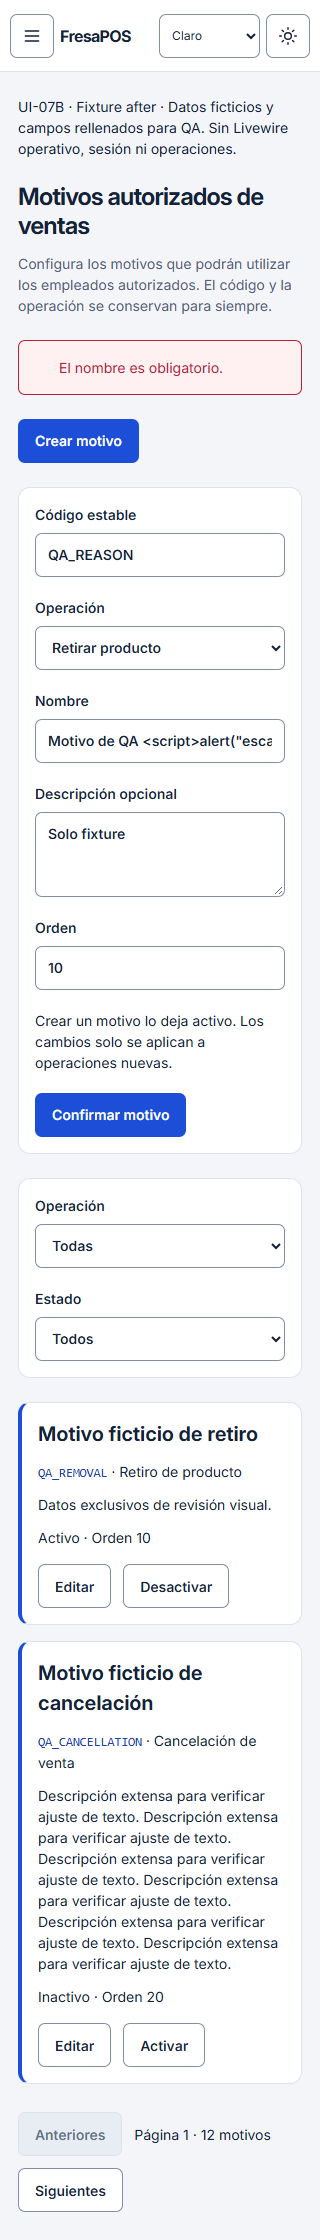 FresaPOS
Claro
UI-07B · Fixture after · Datos ficticios y
campos rellenados para QA. Sin Livewire
operativo, sesión ni operaciones.
Motivos autorizados de
ventas
Configura los motivos que podrán utilizar
los empleados autorizados. El código y la
operación se conservan para siempre.
El nombre es obligatorio.
Crear motivo
Código estable
QA_REASON
Operación
Retirar producto
Nombre
Motivo de QA <script>alert("esca
Descripción opcional
Solo fixture
Orden
10
Crear un motivo lo deja activo. Los
cambios solo se aplican a
operaciones nuevas.
Confirmar motivo
Operación
Todas
Estado
Todos
Motivo ficticio de retiro
QA_REMOVAL · Retiro de producto
Datos exclusivos de revisión visual.
Activo · Orden 10
Editar
Desactivar
Motivo ficticio de
cancelación
QA_CANCELLATION · Cancelación de
venta
Descripción extensa para verificar
ajuste de texto. Descripción extensa
para verificar ajuste de texto.
Descripción extensa para verificar
ajuste de texto. Descripción extensa
para verificar ajuste de texto.
Descripción extensa para verificar
ajuste de texto. Descripción extensa
para verificar ajuste de texto.
Inactivo · Orden 20
Editar
Activar
Anteriores
Página 1 · 12 motivos
Siguientes